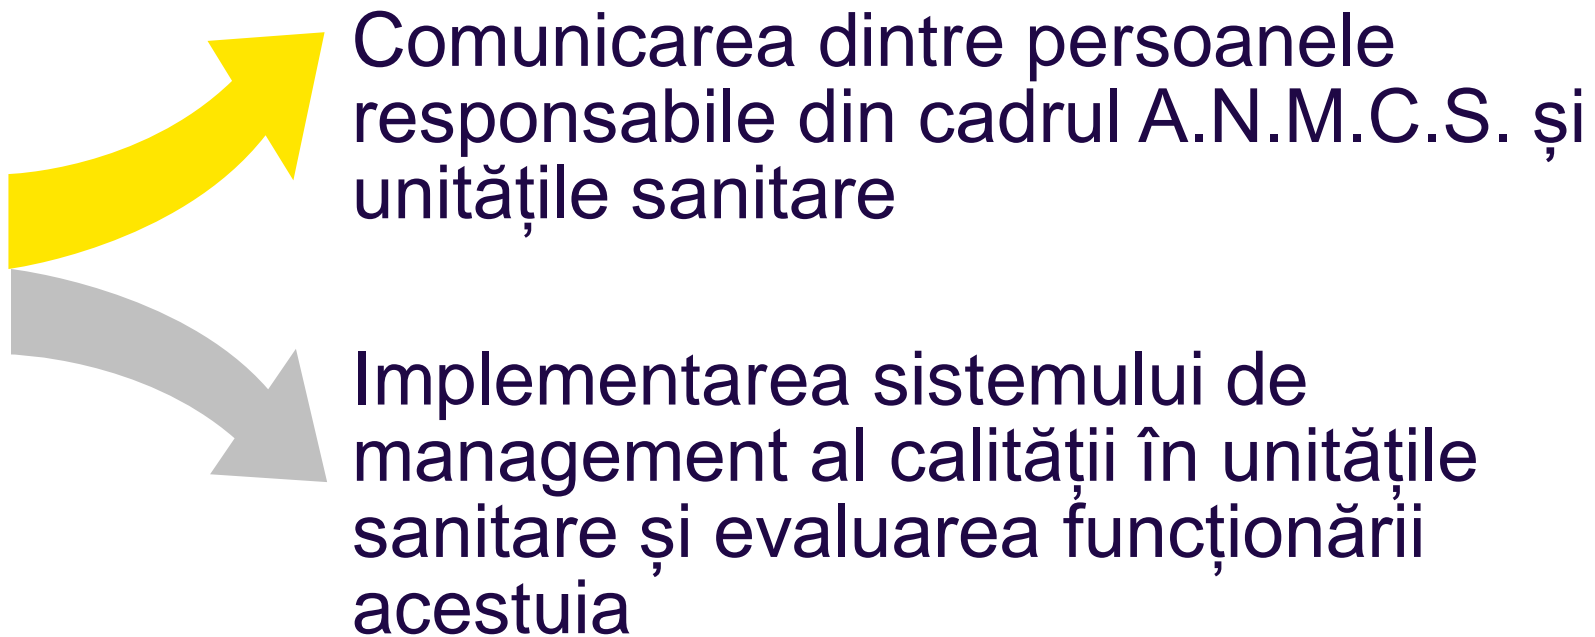 Comunicarea dintre persoanele
responsabile din cadrul A.N.M.C.S. și
unitățile sanitare
Implementarea sistemului de
management al calității în unitățile
sanitare și evaluarea funcționării
acestuia